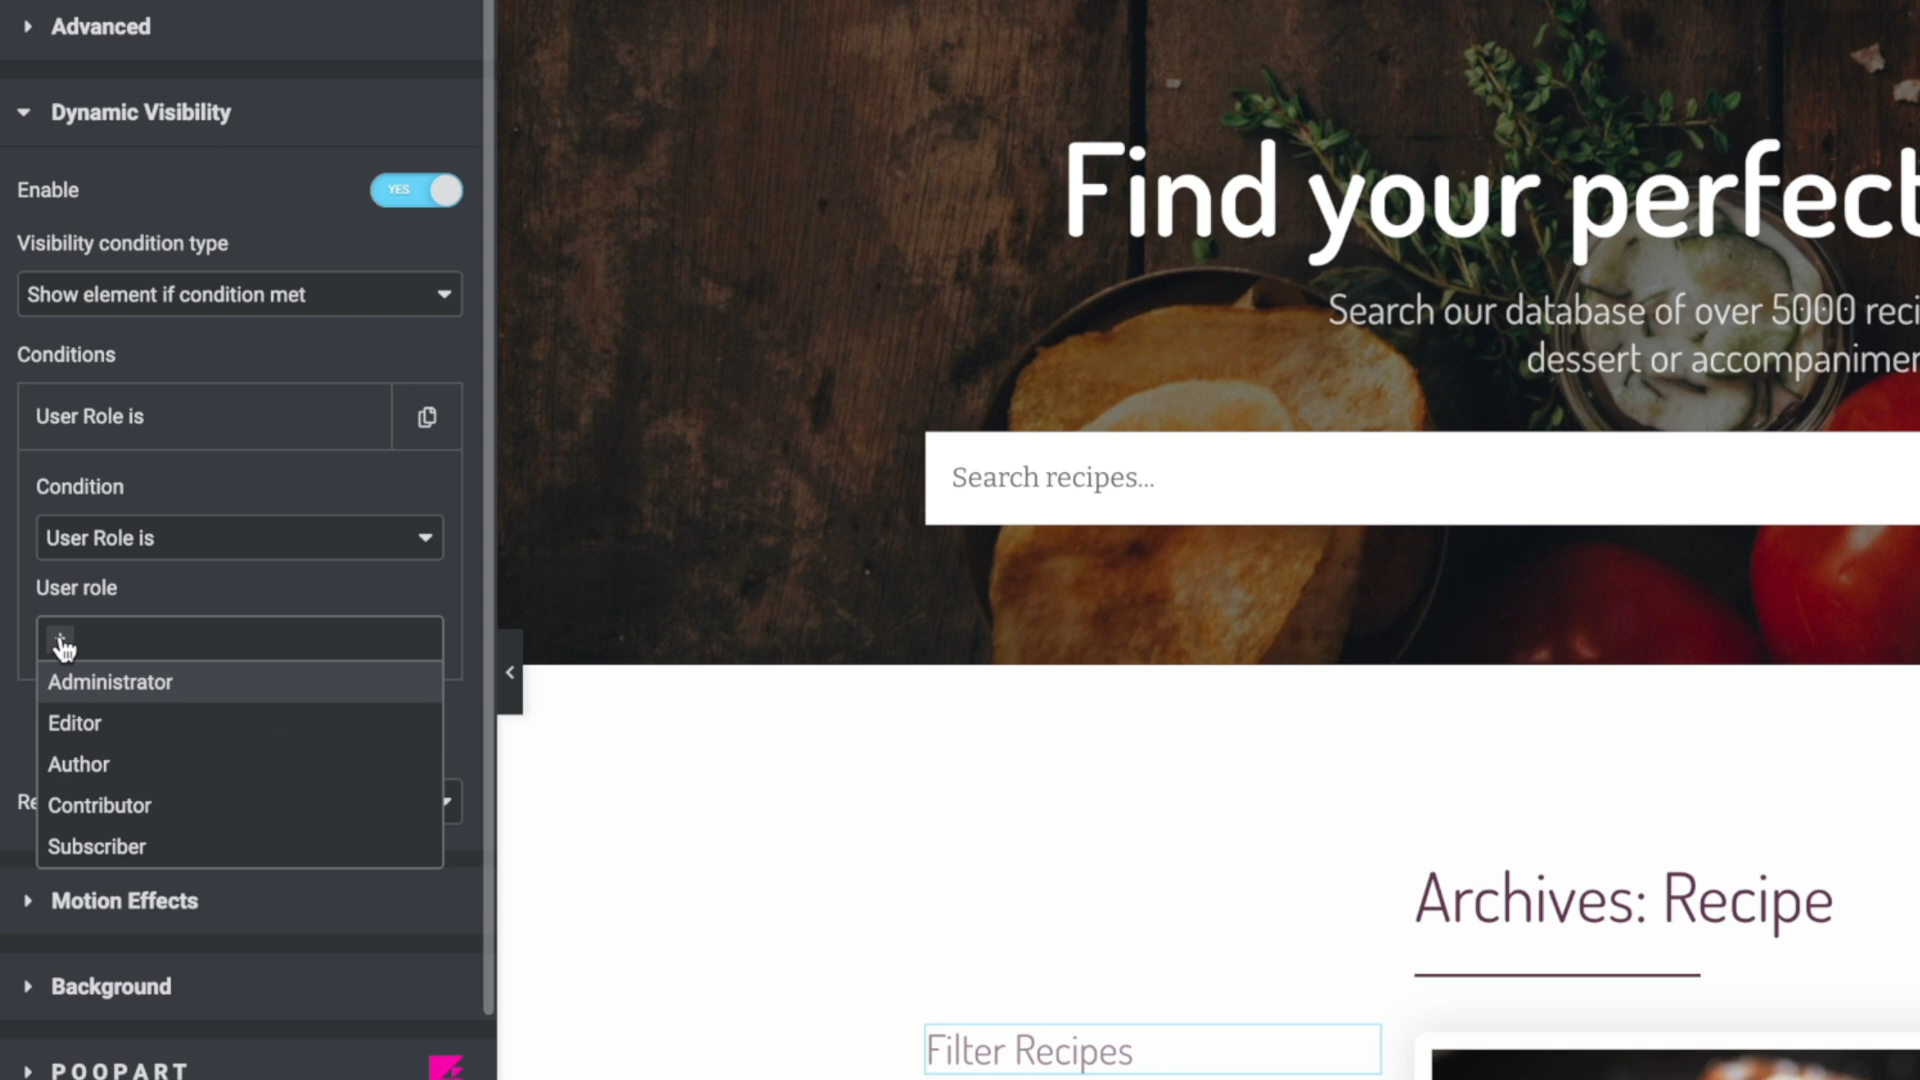 Advanced
Dynamic Visibility
Enable
YES
Visibility condition type
Show element if condition met
Conditions
User Role is
Condition
User Role is
User role
Administrator
Editor
Author
Contributor
Subscriber
Re
Motion Effects
Background
POOPART
Find your perfect
Search our database of over 5000 reci
dessert or accompanimen
Search recipes...
Archives: Recipe
Filter Recipes